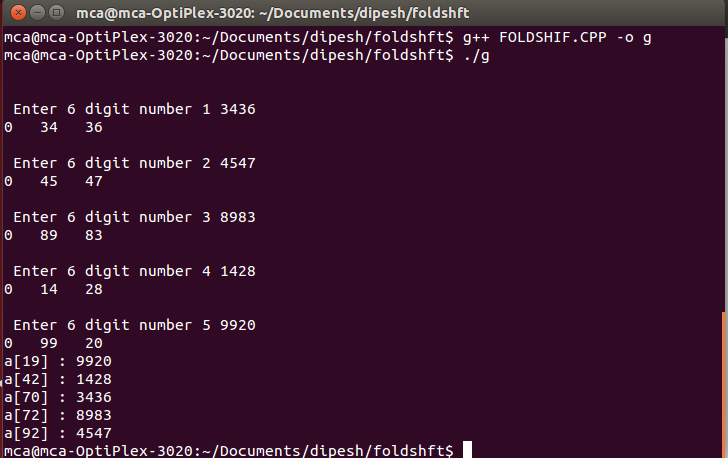 mca@mca-OptiPlex-3020: ~/Documents/dipesh/foldshft
mca@mca-OptiPlex-3020:~/Documents/dipesh/foldshft$ g++ FOLDSHIF.CPP -o g
mca@mca-OptiPlex-3020:~/Documents/dipesh/foldshft$ ./g
Enter 6 digit number 1 3436
0 34 36
Enter 6 digit number 2 4547
0 45 47
Enter 6 digit number 3 8983
0 89 83
Enter 6 digit number 4 1428
0 14 28
Enter 6 digit number 5 9920
0 99 20
a[19] : 9920
a[42] : 1428
a[70] : 3436
a[72] : 8983
a[92] : 4547
mca@mca-OptiPlex-3020:~/Documents/dipesh/foldshft$